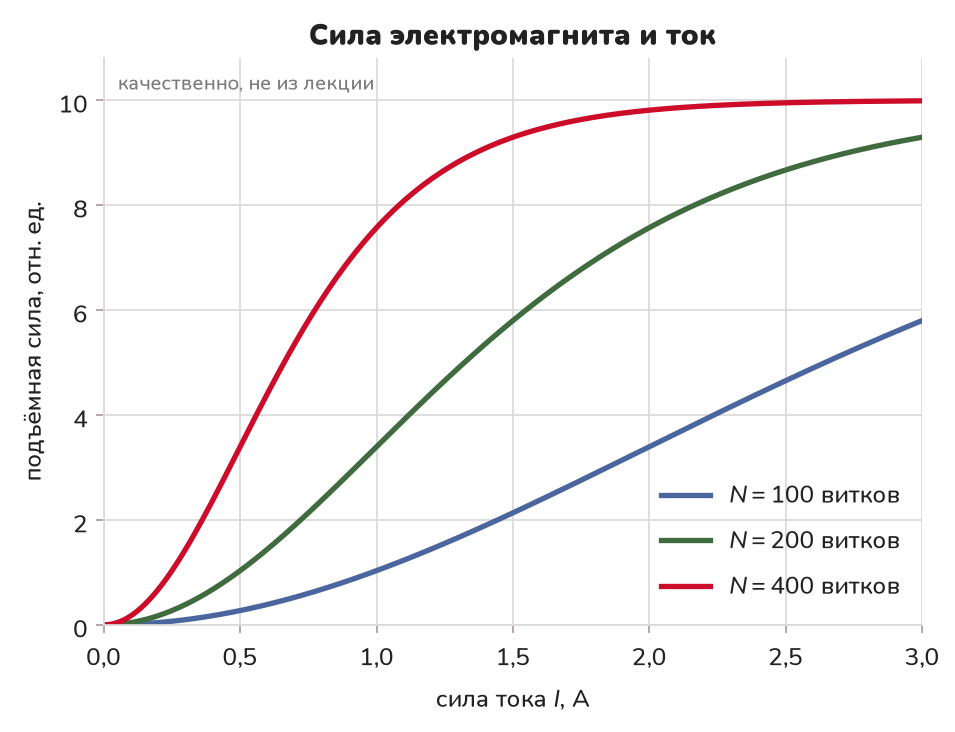 Сила электромагнита и ток
качественно, не из лекции
подъёмная сила, отн. ед.
10
8
6
4
2
0
0,0 0,5 1,0 1,5 2,0 2,5 3,0
сила тока I, А
N = 100 витков
N = 200 витков
N = 400 витков